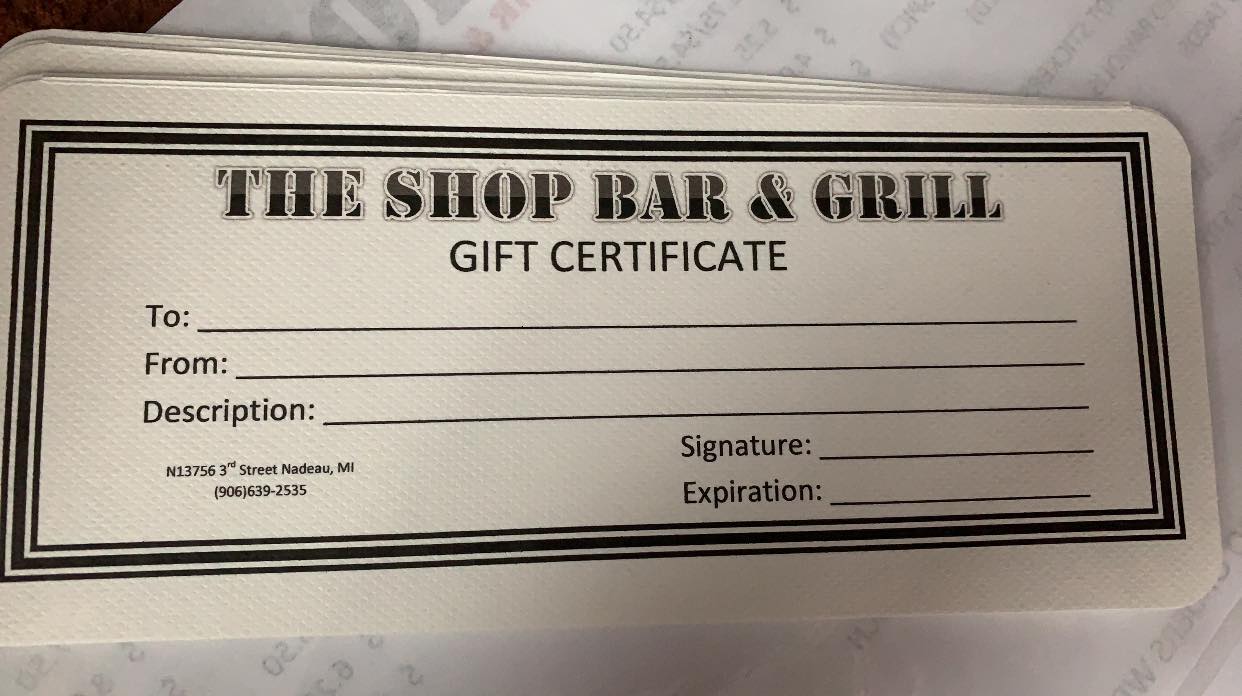 THE SHOP BAR & GRILL
GIFT CERTIFICATE
To:
From:
Description:
Signature:
Expiration:
N13756 3rd Street Nadeau, MI
(906)639-2535